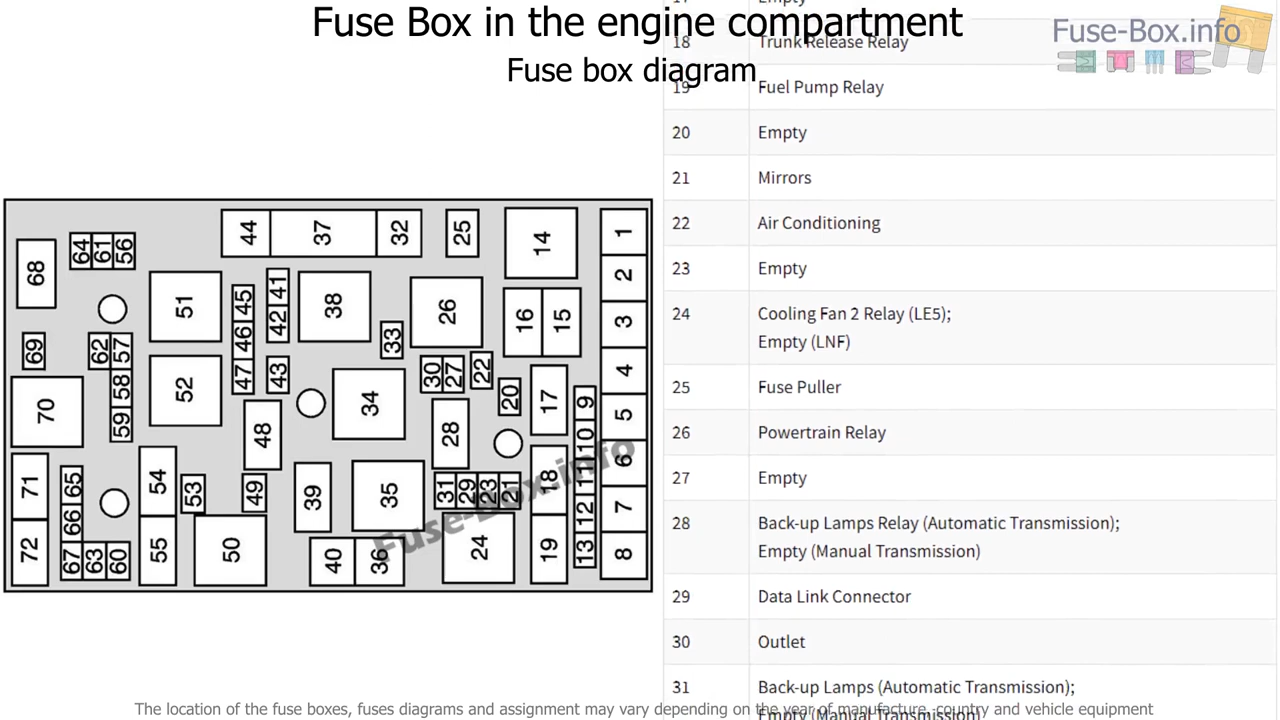 Fuse Box in the engine compartment
Fuse box diagram
Fuse-Box.info
17 Empty
18 Trunk Release Relay
19 Fuel Pump Relay
20 Empty
21 Mirrors
22 Air Conditioning
23 Empty
24 Cooling Fan 2 Relay (LE5);
Empty (LNF)
25 Fuse Puller
26 Powertrain Relay
27 Empty
28 Back-up Lamps Relay (Automatic Transmission);
Empty (Manual Transmission)
29 Data Link Connector
30 Outlet
31 Back-up Lamps (Automatic Transmission);
Empty (Manual Transmission)
44 37 32 25 14 1
68 64 61 56 2
51 45 41 38 26 16 15 3
46 42 33
69 62 57 47 43 30 27 22 4
70 58 52 34 20 17 9 5
59 48 28 10 6
71 65 54 53 49 39 35 31 29 23 21 18 11 7
66 12
72 67 63 60 55 50 40 36 24 19 13 8
Fuse-Box.info
The location of the fuse boxes, fuses diagrams and assignment may vary depending on the year of manufacture, country and vehicle equipment